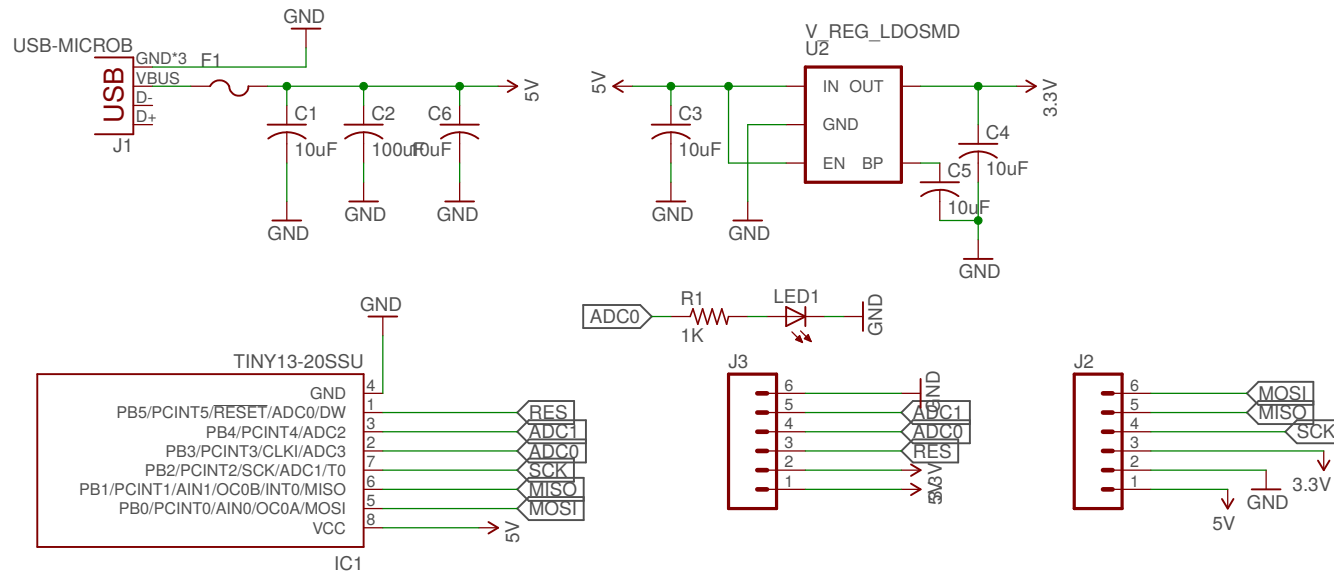 GND
USB-MICROB
GND*3
F1
VBUS
D-
D+
USB
J1
C1
10uF
C2
100uF
C6
10uF
5V
GND
GND
GND
V_REG_LDOSMD
U2
5V
IN OUT
GND
EN BP
3.3V
C3
10uF
C4
10uF
C5
10uF
GND
GND
GND
ADC0
R1
1K
LED1
GND
GND
TINY13-20SSU
GND 4
PB5/PCINT5/RESET/ADC0/DW 1 RES
PB4/PCINT4/ADC2 3 ADC1
PB3/PCINT3/CLKI/ADC3 2 ADC0
PB2/PCINT2/SCK/ADC1/T0 7 SCK
PB1/PCINT1/AIN1/OC0B/INT0/MISO 6 MISO
PB0/PCINT0/AIN0/OC0A/MOSI 5 MOSI
VCC 8 5V
IC1
J3
6 GND
5 ADC1
4 ADC0
3 RES
2 3.3V
1 5V
J2
6 MOSI
5 MISO
4 SCK
3 3.3V
2 GND
1 5V